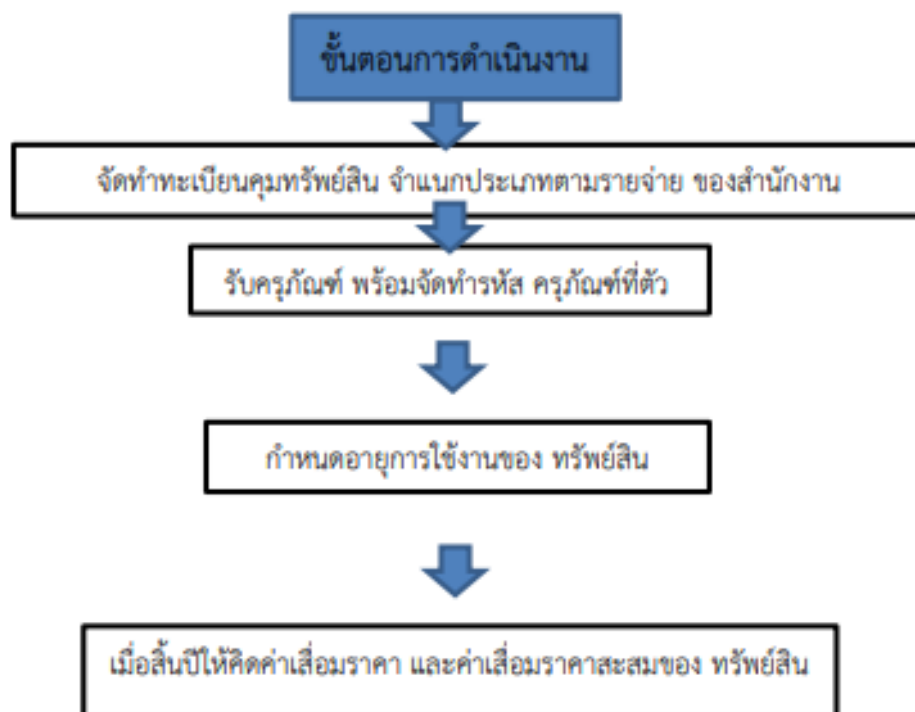 ขั้นตอนการดำเนินงาน
จัดทำทะเบียนคุมทรัพย์สิน จำแนกประเภทตามรายจ่าย ของสำนักงาน
รับครุภัณฑ์ พร้อมจัดทำรหัส ครุภัณฑ์ที่ตัว
กำหนดอายุการใช้งานของ ทรัพย์สิน
เมื่อสิ้นปีให้คิดค่าเสื่อมราคา และค่าเสื่อมราคาสะสมของ ทรัพย์สิน